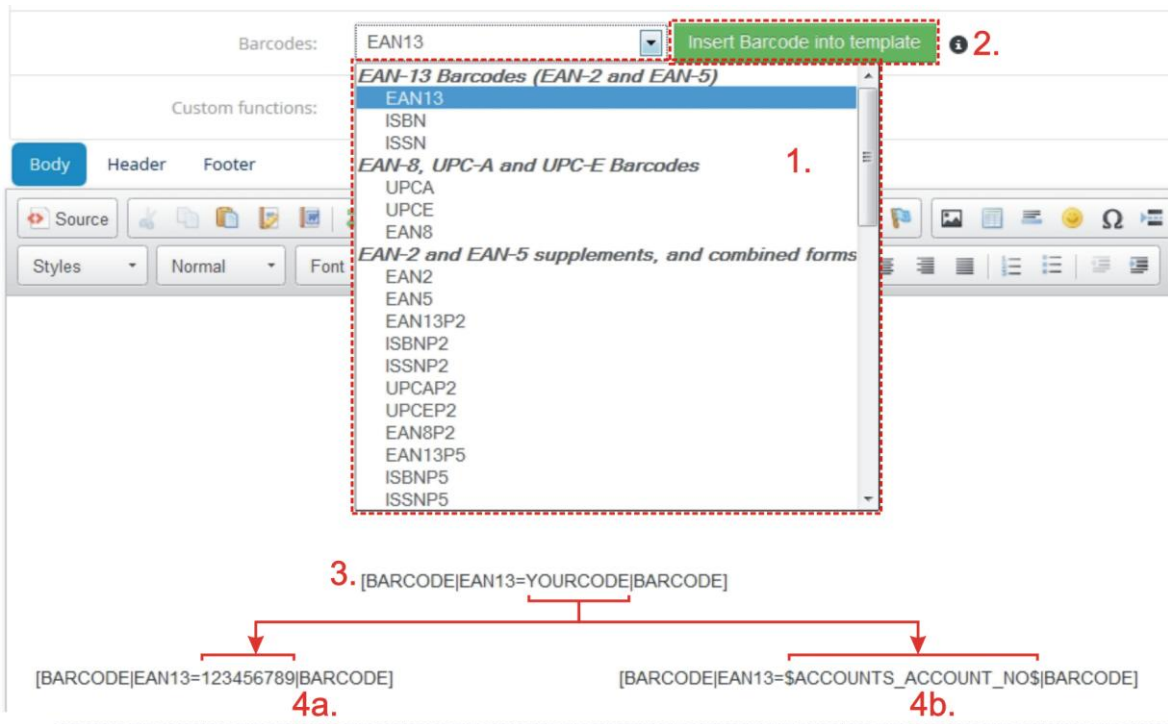 Barcodes:
EAN13
Insert Barcode into template
2.
EAN-13 Barcodes (EAN-2 and EAN-5)
EAN13
ISBN
ISSN
EAN-8, UPC-A and UPC-E Barcodes
1.
UPCA
UPCE
EAN8
EAN-2 and EAN-5 supplements, and combined forms
EAN2
EAN5
EAN13P2
ISBNP2
ISSNP2
UPCAP2
UPCEP2
EAN8P2
EAN13P5
ISBNP5
ISSNP5
Custom functions:
Body Header Footer
Source
Styles Normal Font
3. [BARCODE|EAN13=YOURCODE|BARCODE]
[BARCODE|EAN13=123456789|BARCODE]
4a.
[BARCODE|EAN13=$ACCOUNTS_ACCOUNT_NO$|BARCODE]
4b.